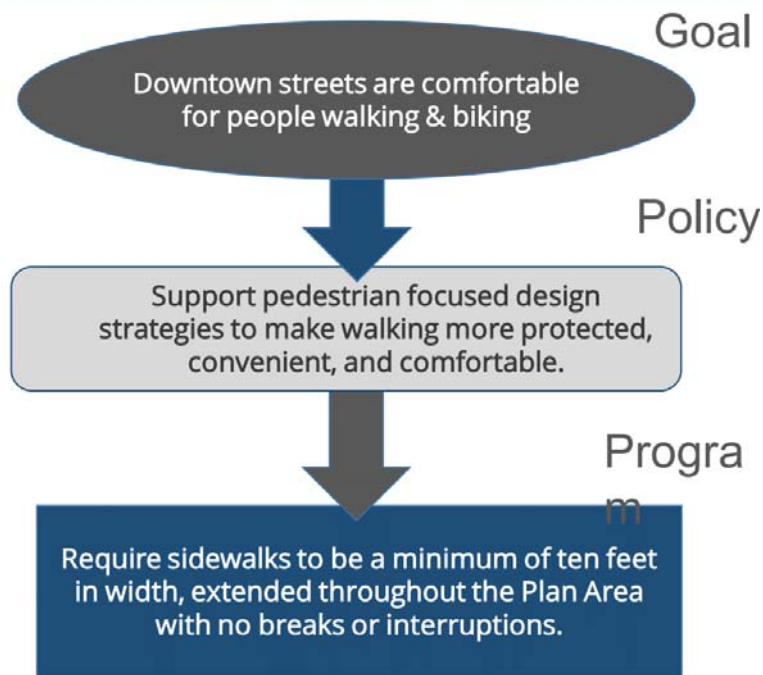 Goal
Downtown streets are comfortable
for people walking & biking
Policy
Support pedestrian focused design
strategies to make walking more protected,
convenient, and comfortable.
Progra
m
Require sidewalks to be a minimum of ten feet
in width, extended throughout the Plan Area
with no breaks or interruptions.